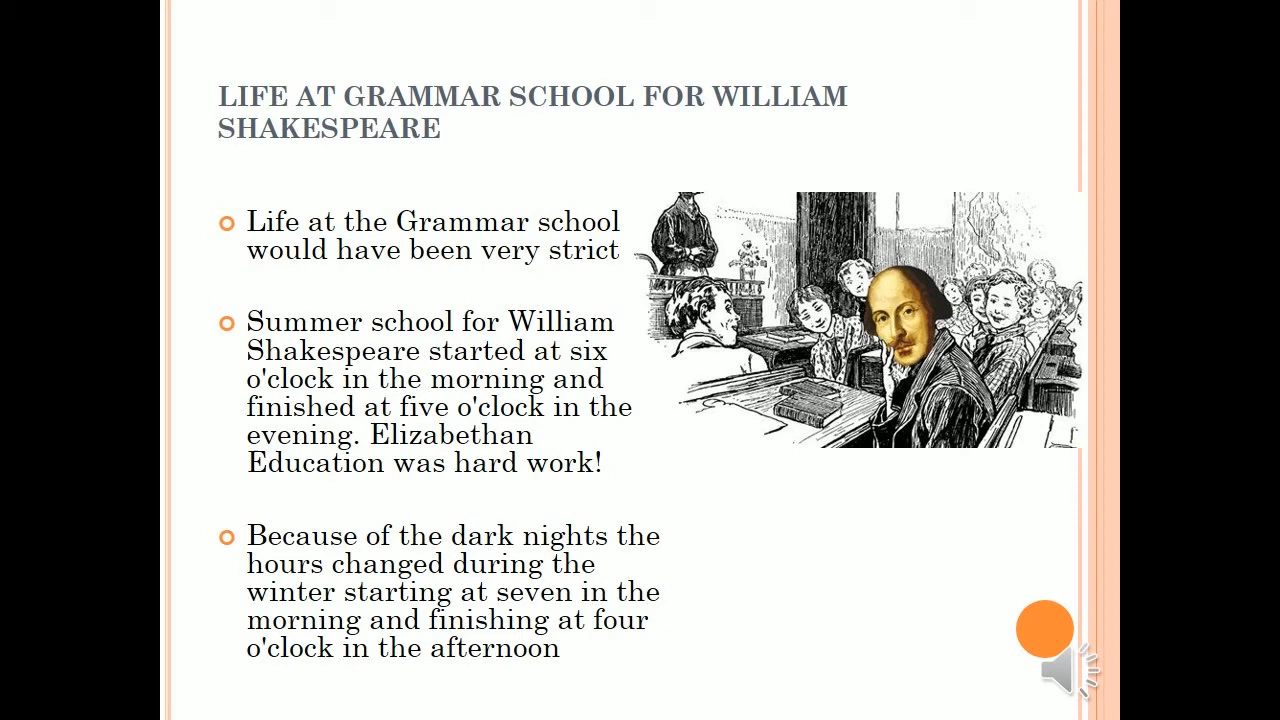 LIFE AT GRAMMAR SCHOOL FOR WILLIAM
SHAKESPEARE
Life at the Grammar school
would have been very strict
Summer school for William
Shakespeare started at six
o'clock in the morning and
finished at five o'clock in the
evening. Elizabethan
Education was hard work!
Because of the dark nights the
hours changed during the
winter starting at seven in the
morning and finishing at four
o'clock in the afternoon